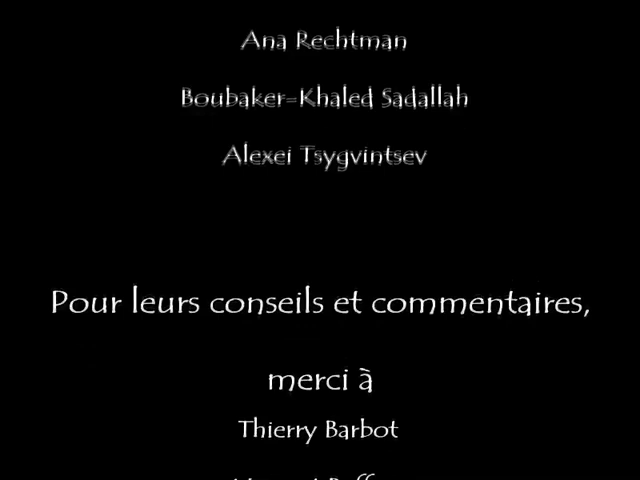 Ana Rechtman
Boubaker-Khaled Sadallah
Alexei Tsygvintsev
Pour leurs conseils et commentaires,
merci à
Thierry Barbot